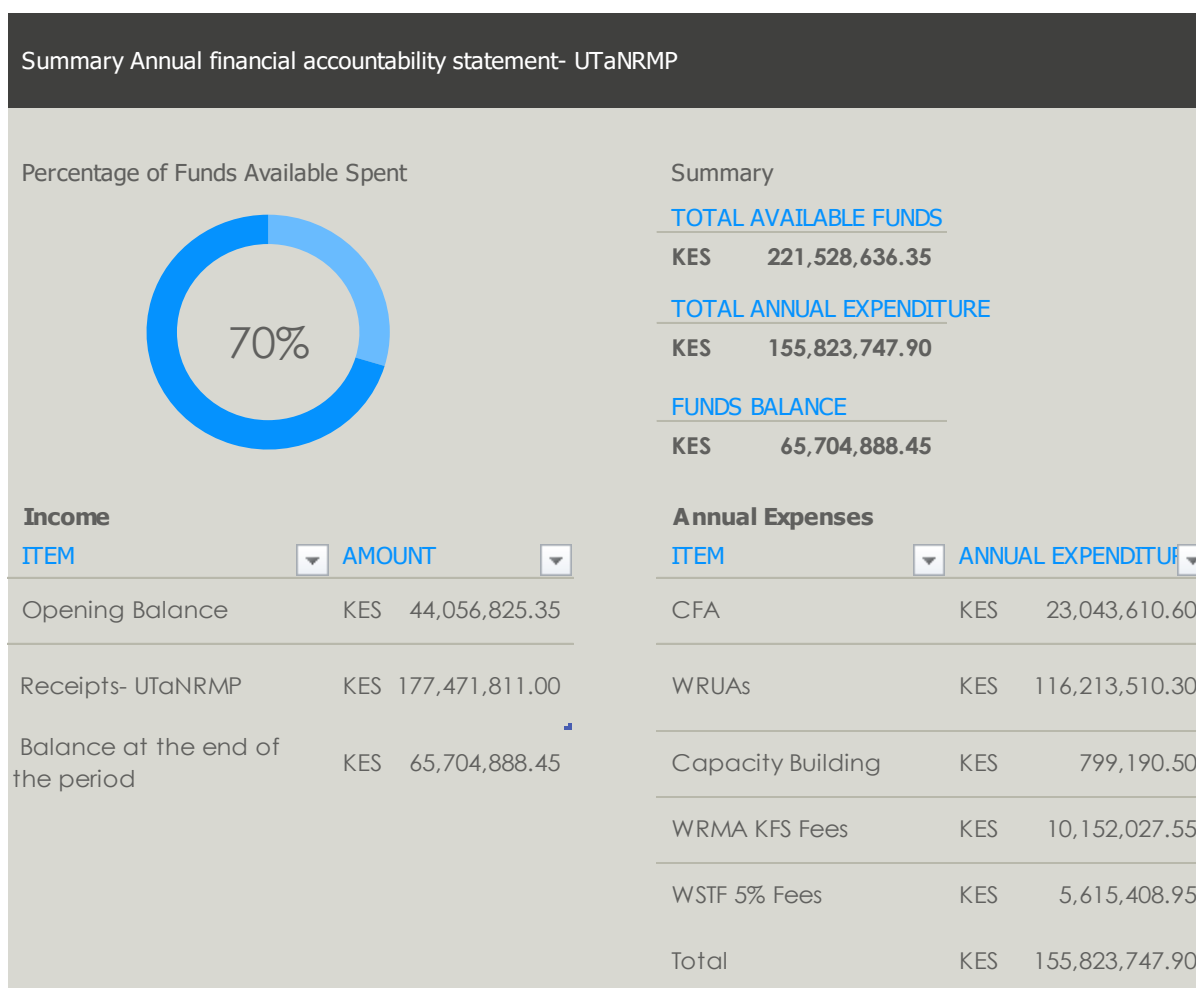 Summary Annual financial accountability statement- UTaNRMP
Percentage of Funds Available Spent
70%
Summary
TOTAL AVAILABLE FUNDS
KES 221,528,636.35
TOTAL ANNUAL EXPENDITURE
KES 155,823,747.90
FUNDS BALANCE
KES 65,704,888.45
Income
ITEM AMOUNT
Opening Balance KES 44,056,825.35
Receipts- UTaNRMP KES 177,471,811.00
Balance at the end of
the period KES 65,704,888.45
Annual Expenses
ITEM ANNUAL EXPENDITUR
CFA KES 23,043,610.60
WRUAs KES 116,213,510.30
Capacity Building KES 799,190.50
WRMA KFS Fees KES 10,152,027.55
WSTF 5% Fees KES 5,615,408.95
Total KES 155,823,747.90